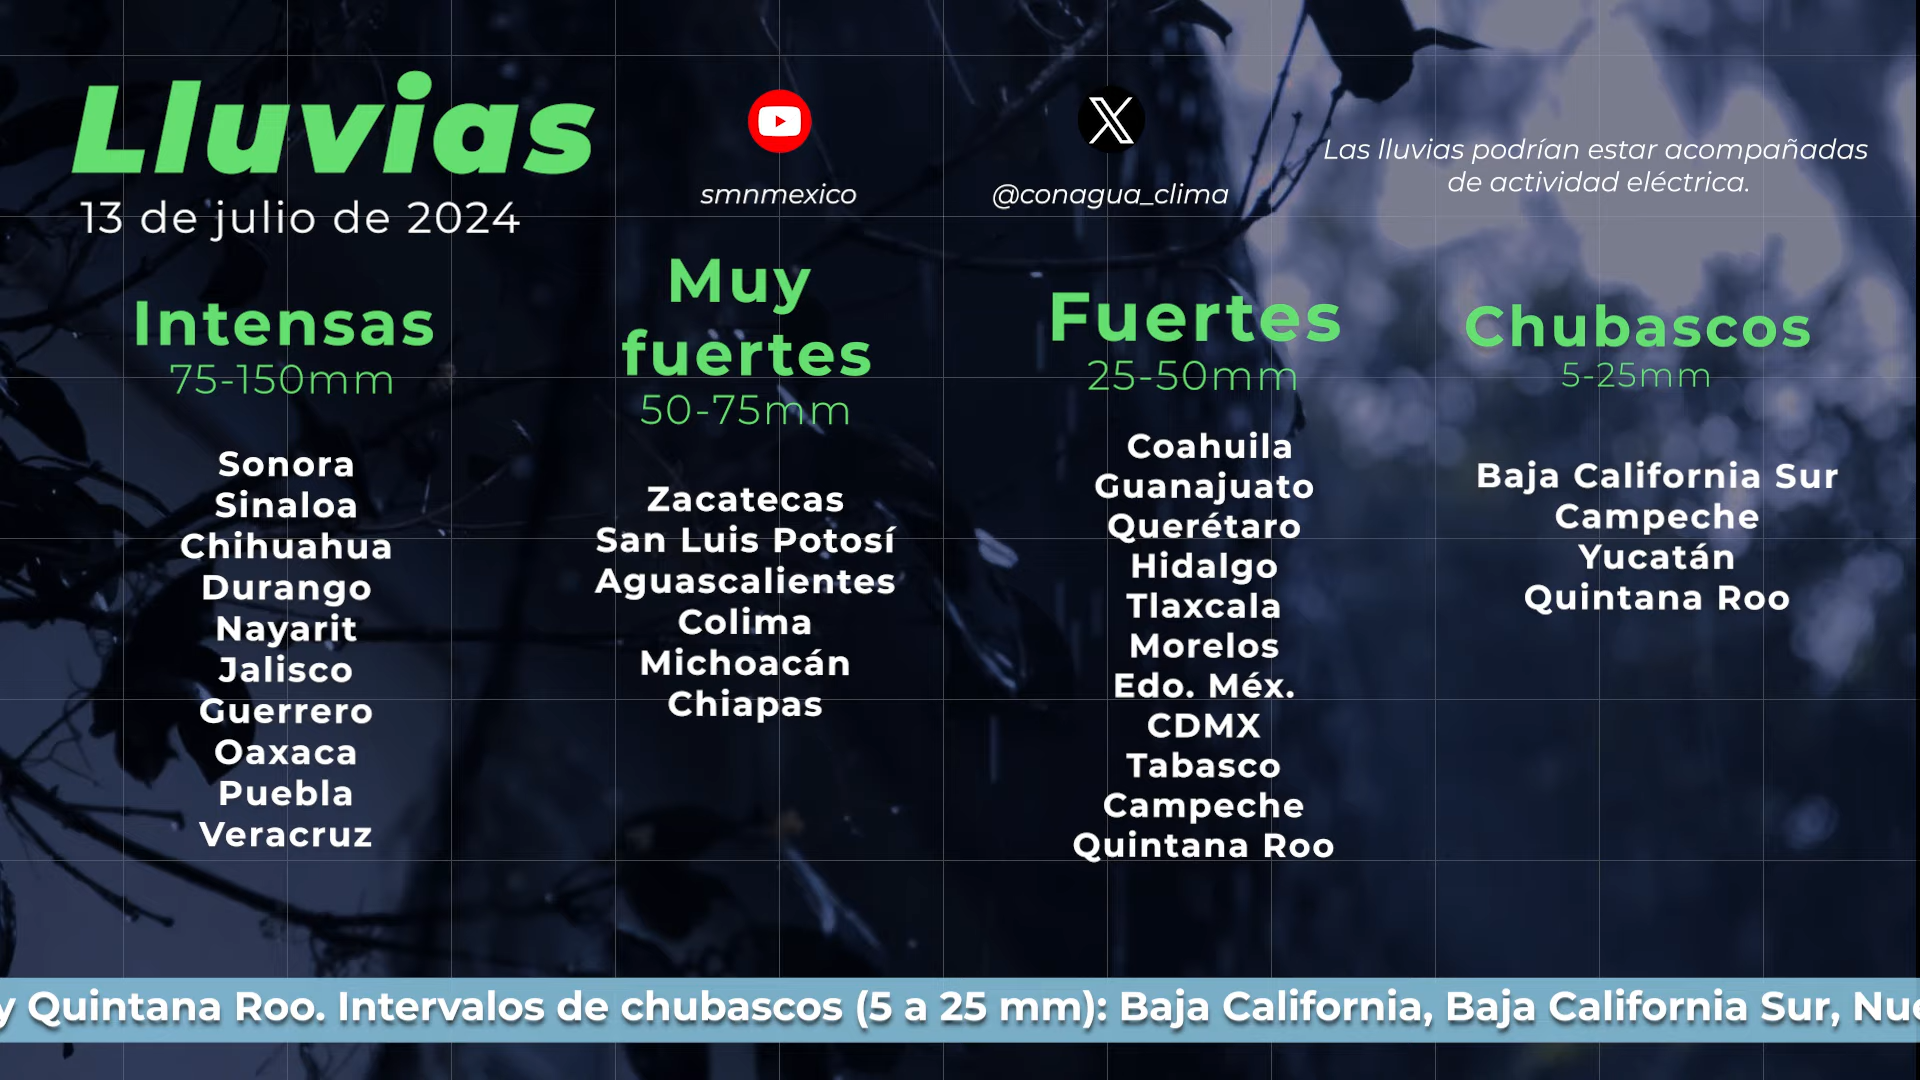 Lluvias
13 de julio de 2024
smnmexico
@conagua_clima
Las lluvias podrían estar acompañadas
de actividad eléctrica.
Intensas
75-150mm
Sonora
Sinaloa
Chihuahua
Durango
Nayarit
Jalisco
Guerrero
Oaxaca
Puebla
Veracruz
Muy
fuertes
50-75mm
Zacatecas
San Luis Potosí
Aguascalientes
Colima
Michoacán
Chiapas
Fuertes
25-50mm
Coahuila
Guanajuato
Querétaro
Hidalgo
Tlaxcala
Morelos
Edo. Méx.
CDMX
Tabasco
Campeche
Quintana Roo
Chubascos
5-25mm
Baja California Sur
Campeche
Yucatán
Quintana Roo
y Quintana Roo. Intervalos de chubascos (5 a 25 mm): Baja California, Baja California Sur,